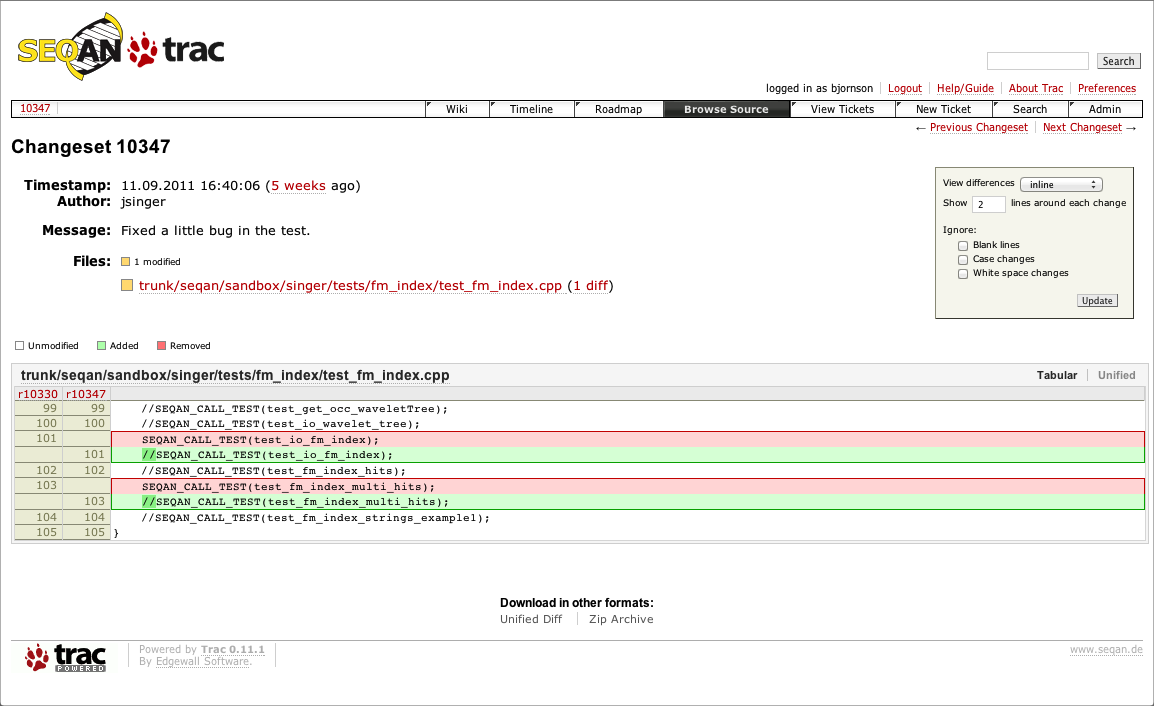 SEQAN trac
Search
logged in as bjornson Logout Help/Guide About Trac Preferences
10347 Wiki Timeline Roadmap Browse Source View Tickets New Ticket Search Admin
← Previous Changeset Next Changeset →
Changeset 10347
Timestamp: 11.09.2011 16:40:06 (5 weeks ago)
Author: jsinger
Message: Fixed a little bug in the test.
Files: 1 modified
trunk/seqan/sandbox/singer/tests/fm_index/test_fm_index.cpp (1 diff)
View differences inline
Show 2 lines around each change
Ignore:
Blank lines
Case changes
White space changes
Update
Unmodified Added Removed
trunk/seqan/sandbox/singer/tests/fm_index/test_fm_index.cpp Tabular Unified
r10330 r10347
99 99 //SEQAN_CALL_TEST(test_get_occ_waveletTree);
100 100 //SEQAN_CALL_TEST(test_io_wavelet_tree);
101 SEQAN_CALL_TEST(test_io_fm_index);
101 //SEQAN_CALL_TEST(test_io_fm_index);
102 102 //SEQAN_CALL_TEST(test_fm_index_hits);
103 SEQAN_CALL_TEST(test_fm_index_multi_hits);
103 //SEQAN_CALL_TEST(test_fm_index_multi_hits);
104 104 //SEQAN_CALL_TEST(test_fm_index_strings_example1);
105 105 }
Download in other formats:
Unified Diff Zip Archive
trac POWERED
Powered by Trac 0.11.1
By Edgewall Software.
www.seqan.de